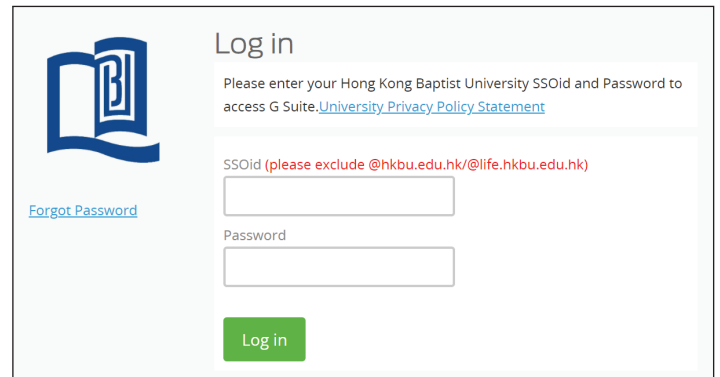 Log in
Please enter your Hong Kong Baptist University SSOid and Password to
access G Suite.University Privacy Policy Statement
SSOid (please exclude @hkbu.edu.hk/@life.hkbu.edu.hk)
Forgot Password
Password
Log in